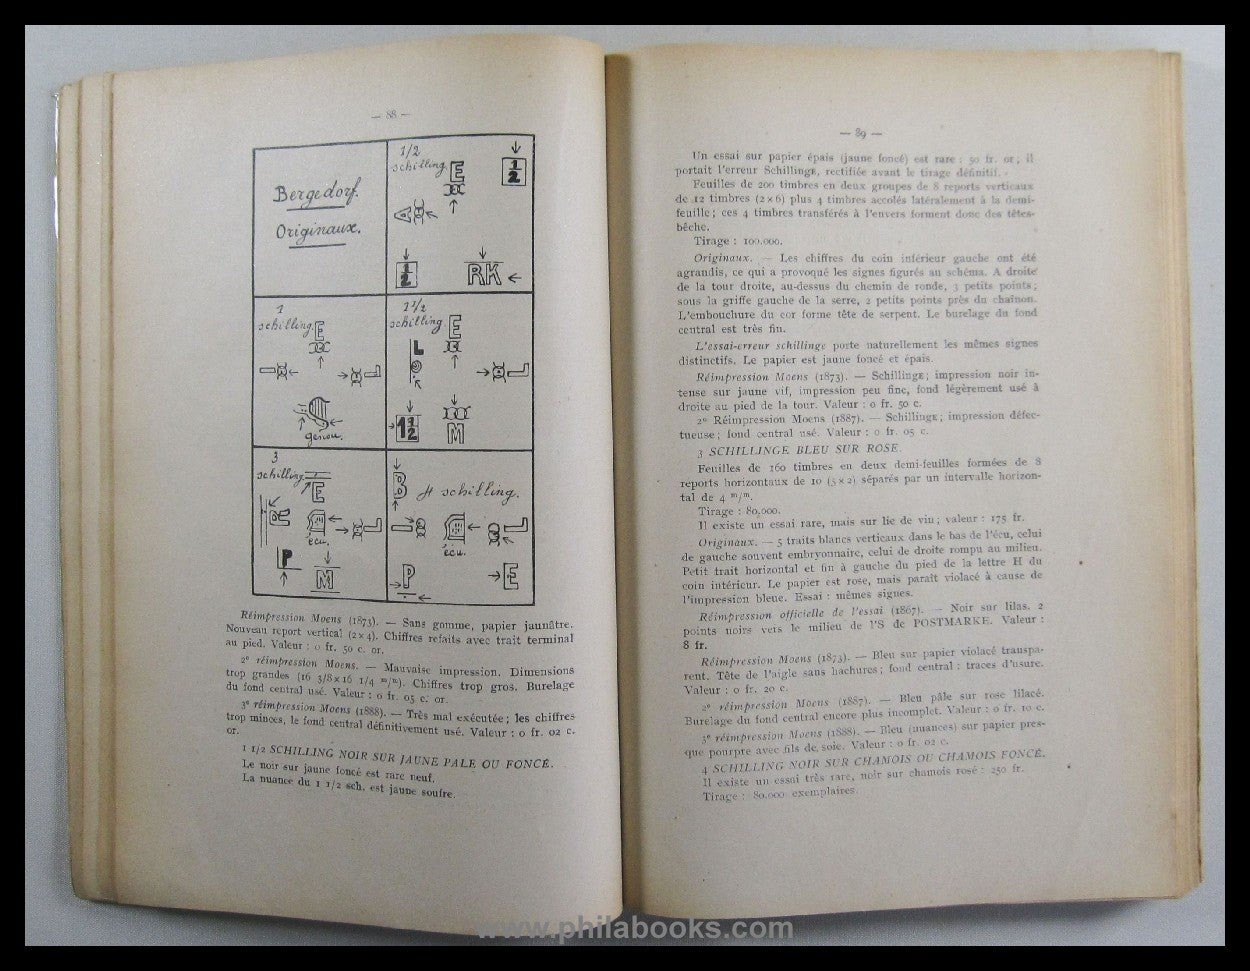 — 88 —
Bergedorf.
Originaux.
1/2
schilling
E
1/2
A
1/2
RK
1
schilling
E
genou.
1 1/2
schilling
E
L
1 1/2
M
3
schilling
E
R
écu.
L
P
M
B
4 schilling.
écu.
L
P
E
Réimpression Moens (1873). — Sans gomme, papier jaunâtre.
Nouveau report vertical (2×4). Chiffres refaits avec trait terminal
au pied. Valeur : 0 fr. 50 c. or.
2e réimpression Moens. — Mauvaise impression. Dimensions
trop grandes (16 3/8×16 1/4 m/m). Chiffres trop gros. Burelage
du fond central usé. Valeur : 0 fr. 05 c. or.
3e réimpression Moens (1888). — Très mal exécutée ; les chiffres
trop minces, le fond central définitivement usé. Valeur : 0 fr. 02 c.
or.
1 1/2 SCHILLING NOIR SUR JAUNE PALE OU FONCÉ.
Le noir sur jaune foncé est rare neuf.
La nuance du 1 1/2 sch. est jaune soufre.
— 89 —
Un essai sur papier épais (jaune foncé) est rare : 50 fr. or ; il
portait l'erreur SchillingE, rectifiée avant le tirage définitif.
Feuilles de 200 timbres en deux groupes de 8 reports verticaux
de 12 timbres (2×6) plus 4 timbres accolés latéralement à la demi-
feuille ; ces 4 timbres transférés à l'envers forment donc des têtes-
bêche.
Tirage : 100.000.
Originaux. — Les chiffres du coin inférieur gauche ont été
agrandis, ce qui a provoqué les signes figurés au schéma. A droite
de la tour droite, au-dessus du chemin de ronde, 3 petits points ;
sous la griffe gauche de la serre, 2 petits points près du chaînon.
L'embouchure du cor forme tête de serpent. Le burelage du fond
central est très fin.
L'essai-erreur schillinge porte naturellement les mêmes signes
distinctifs. Le papier est jaune foncé et épais.
Réimpression Moens (1873). — SchillingE ; impression noir in-
tense sur jaune vif, impression peu fine, fond légèrement usé à
droite au pied de la tour. Valeur : 0 fr. 50 c.
2e Réimpression Moens (1887). — SchillingE ; impression défec-
tueuse ; fond central usé. Valeur : 0 fr. 05 c.
3 SCHILLINGE BLEU SUR ROSE.
Feuilles de 160 timbres en deux demi-feuilles formées de 8
reports horizontaux de 10 (5×2) séparés par un intervalle horizon-
tal de 4 m/m.
Tirage : 80.000.
Il existe un essai rare, mais sur lie de vin ; valeur : 175 fr.
Originaux. — 5 traits blancs verticaux dans le bas de l'écu, celui
de gauche souvent embryonnaire, celui de droite rompu au milieu.
Petit trait horizontal et fin à gauche du pied de la lettre H du
coin intérieur. Le papier est rose, mais paraît violacé à cause de
l'impression bleue. Essai : mêmes signes.
Réimpression officielle de l'essai (1867). — Noir sur lilas. 2
points noirs vers le milieu de l'S de POSTMARKE. Valeur :
8 fr.
Réimpression Moens (1873). — Bleu sur papier violacé transpa-
rent. Tête de l'aigle sans hachures ; fond central : traces d'usure.
Valeur : 0 fr. 20 c.
2e réimpression Moens (1887). — Bleu pâle sur rose lilacé.
Burelage du fond central encore plus incomplet. Valeur : 0 fr. 10 c.
3e réimpression Moens (1888). — Bleu (nuances) sur papier pres-
que pourpre avec fils de soie. Valeur : 0 fr. 02 c.
4 SCHILLING NOIR SUR CHAMOIS OU CHAMOIS FONCÉ.
Il existe un essai très rare, noir sur chamois rosé : 250 fr.
Tirage : 80.000 exemplaires.
www.philabooks.com